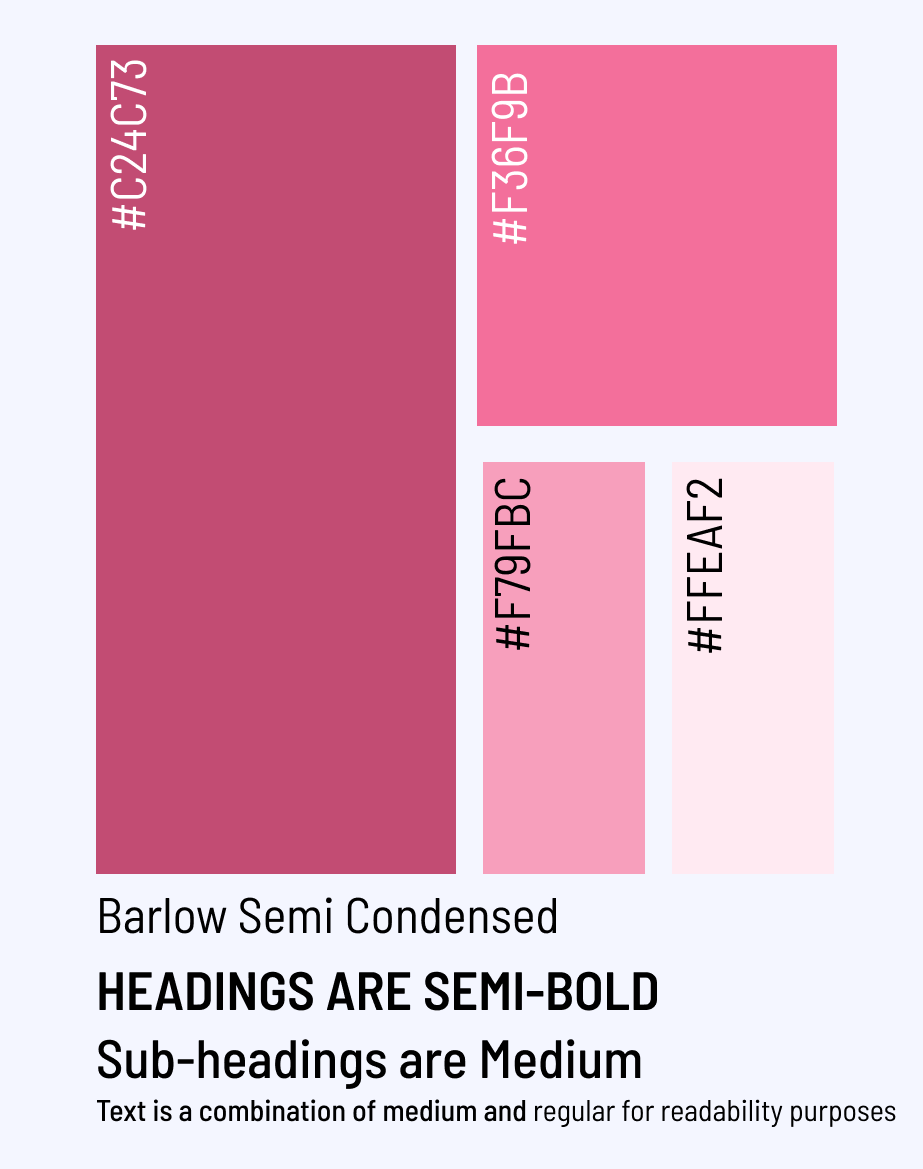 #C24C73
#F36F9B
#F79FBC
#FFEAF2
Barlow Semi Condensed
HEADINGS ARE SEMI-BOLD
Sub-headings are Medium
Text is a combination of medium and regular for readability purposes